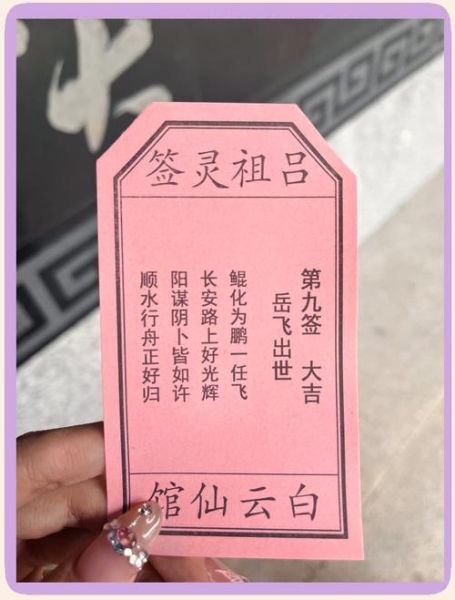 吕祖灵签
第九签 大吉
岳飞出世
鲲化为鹏一任飞
长安路上好光辉
阳谋阴卜皆如许
顺水行舟正好归
白云仙馆